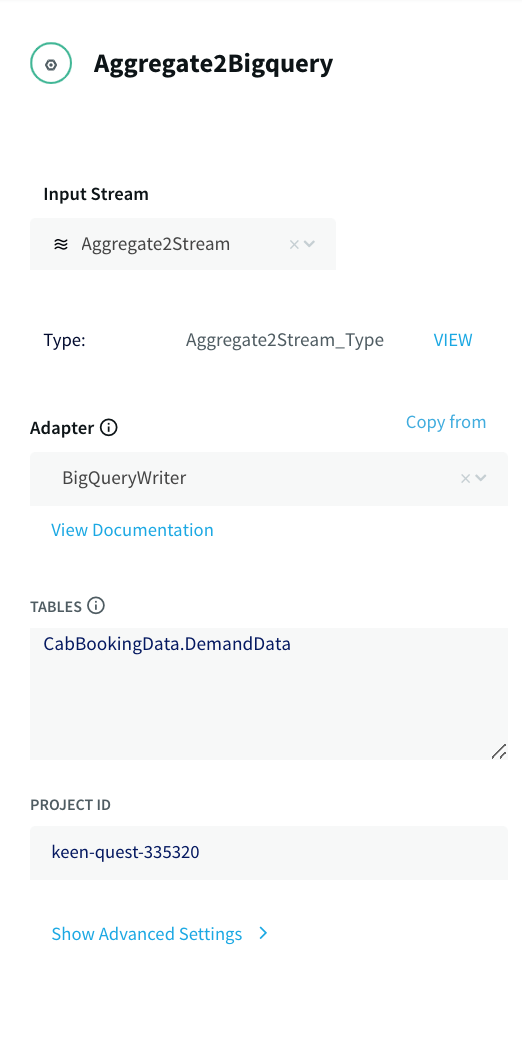 Aggregate2Bigquery
Input Stream
Aggregate2Stream
Type: Aggregate2Stream_Type VIEW
Adapter Copy from
BigQueryWriter
View Documentation
TABLES
CabBookingData.DemandData
PROJECT ID
keen-quest-335320
Show Advanced Settings